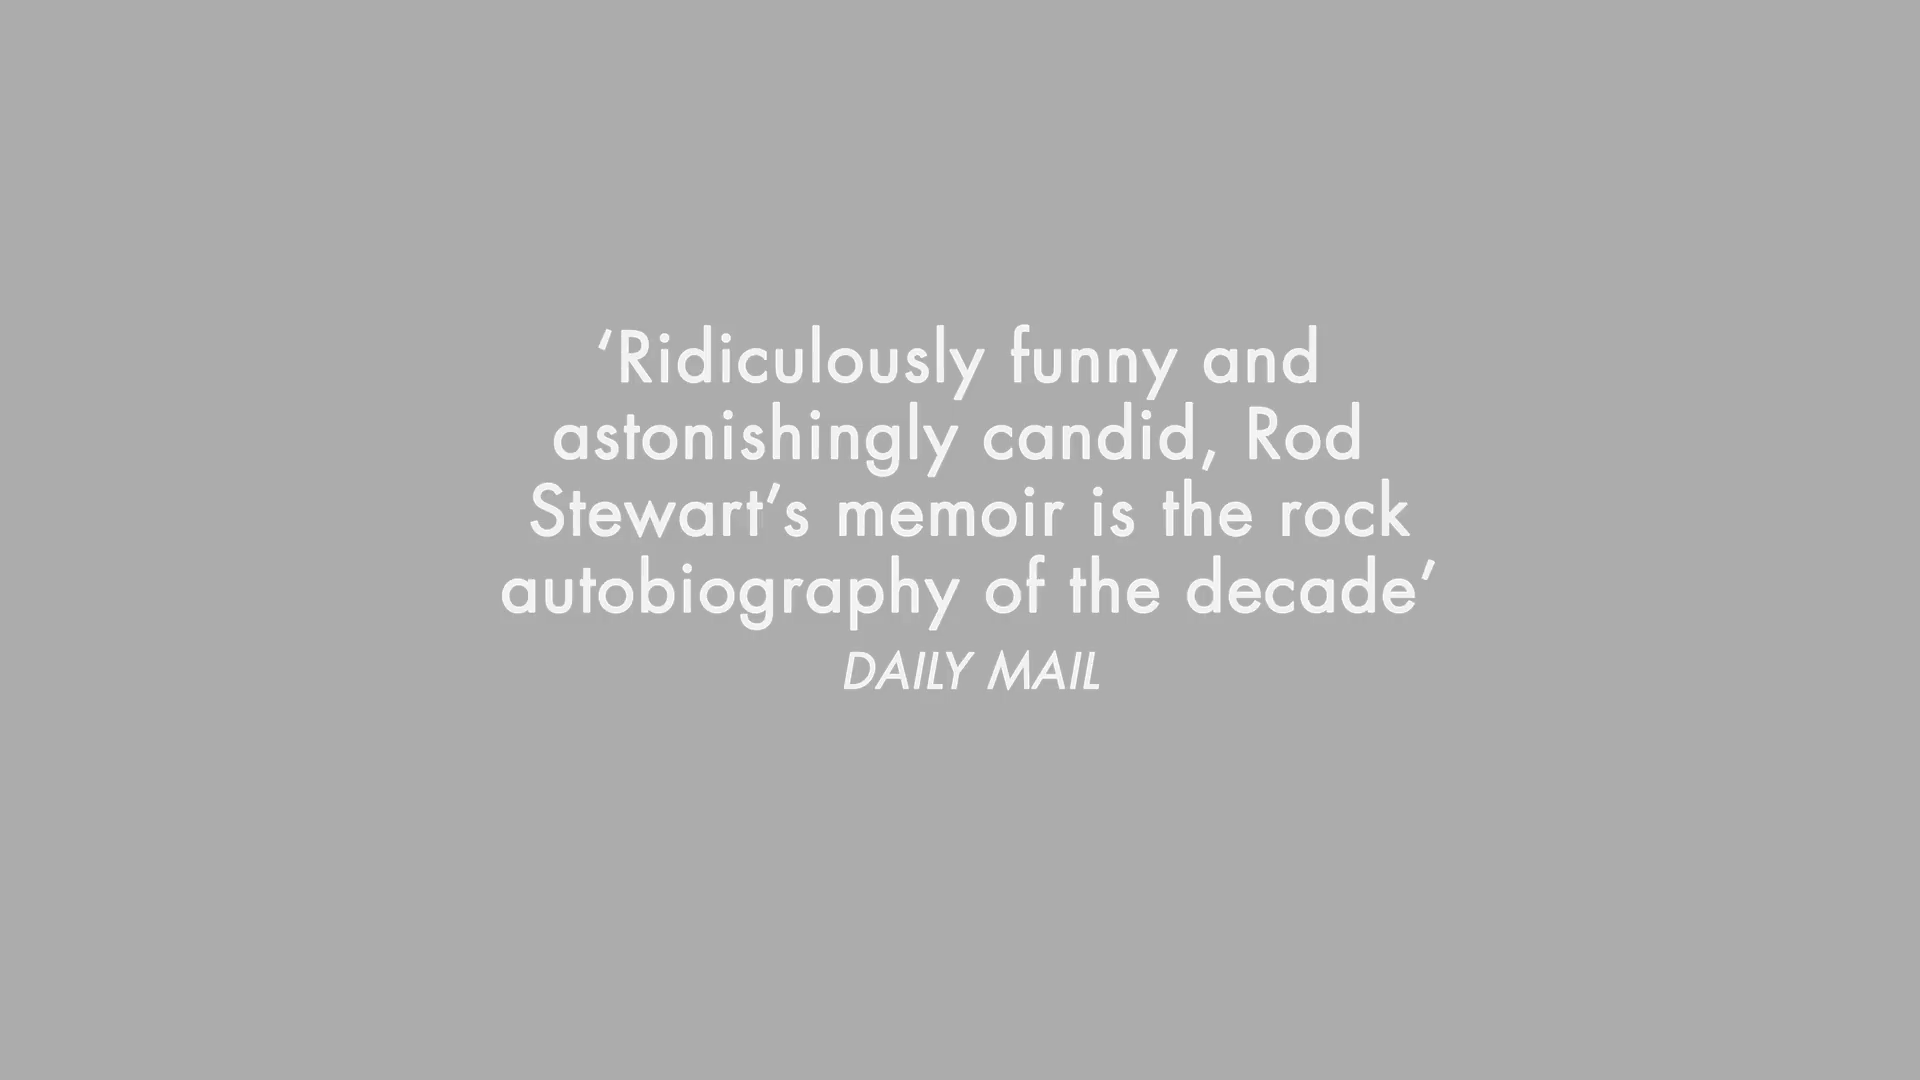 ‘Ridiculously funny and
astonishingly candid, Rod
Stewart’s memoir is the rock
autobiography of the decade’
DAILY MAIL